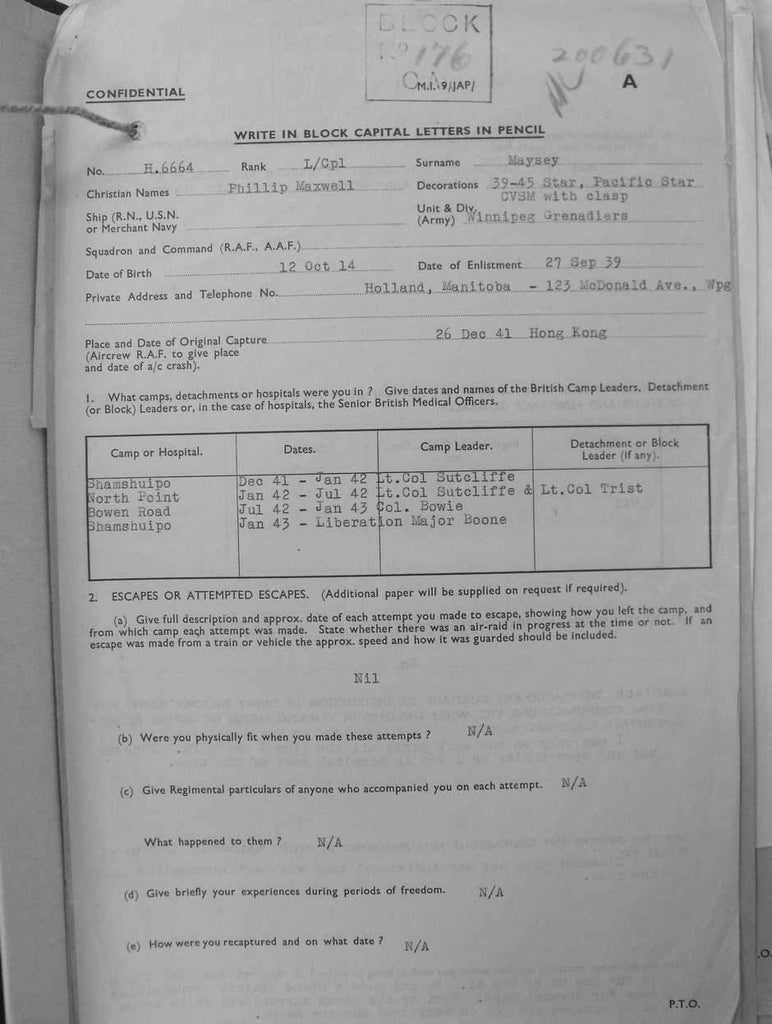 BLOCK
No 176
C M.I.9/JAP/
200631
A
CONFIDENTIAL
WRITE IN BLOCK CAPITAL LETTERS IN PENCIL
No. H.6664 Rank L/Cpl Surname Maysey
Christian Names Phillip Maxwell Decorations 39-45 Star, Pacific Star
CVSM with clasp
Ship (R.N., U.S.N. or Merchant Navy
Unit & Div. (Army) Winnipeg Grenadiers
Squadron and Command (R.A.F., A.A.F.)
Date of Birth 12 Oct 14 Date of Enlistment 27 Sep 39
Private Address and Telephone No. Holland, Manitoba - 123 McDonald Ave., Wpg
Place and Date of Original Capture 26 Dec 41 Hong Kong
(Aircrew R.A.F. to give place
and date of a/c crash).
1. What camps, detachments or hospitals were you in ? Give dates and names of the British Camp Leaders, Detachment
(or Block) Leaders or, in the case of hospitals, the Senior British Medical Officers.
Camp or Hospital. Dates. Camp Leader. Detachment or Block
Leader (if any).
Shamshuipo Dec 41 - Jan 42 Lt.Col Sutcliffe
North Point Jan 42 - Jul 42 Lt.Col Sutcliffe & Lt.Col Trist
Bowen Road Jul 42 - Jan 43 Col. Bowie
Shamshuipo Jan 43 - Liberation Major Boone
2. ESCAPES OR ATTEMPTED ESCAPES. (Additional paper will be supplied on request if required).
(a) Give full description and approx. date of each attempt you made to escape, showing how you left the camp, and
from which camp each attempt was made. State whether there was an air-raid in progress at the time or not. If an
escape was made from a train or vehicle the approx. speed and how it was guarded should be included.
Nil
(b) Were you physically fit when you made these attempts ? N/A
(c) Give Regimental particulars of anyone who accompanied you on each attempt. N/A
What happened to them ? N/A
(d) Give briefly your experiences during periods of freedom. N/A
(e) How were you recaptured and on what date ? N/A
P.T.O.